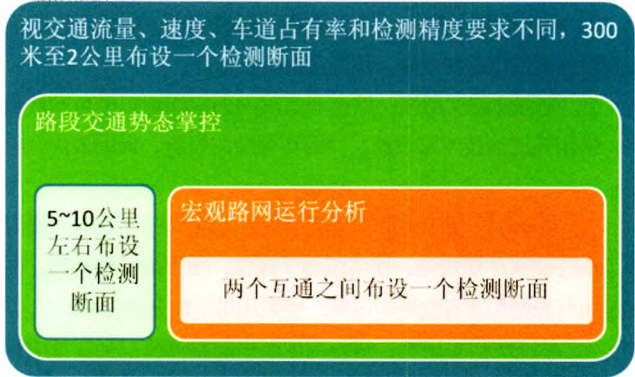 视交通流量、速度、车道占有率和检测精度要求不同，300
米至2公里布设一个检测断面
路段交通势态掌控
5~10公里
左右布设
一个检测
断面
宏观路网运行分析
两个互通之间布设一个检测断面